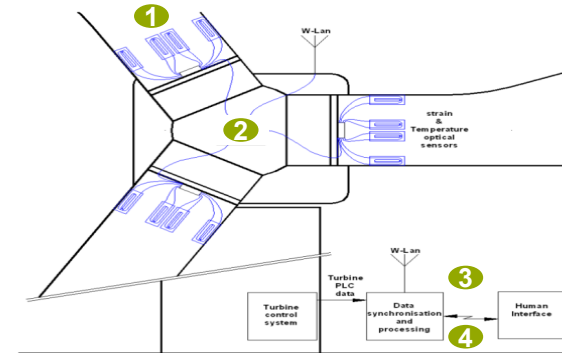 1
W-Lan
2
strain
&
Temperature
optical
sensors
W-Lan
3
Turbine
PLC
data
Turbine
control
system
Data
synchronisation
and
processing
Human
Interface
4